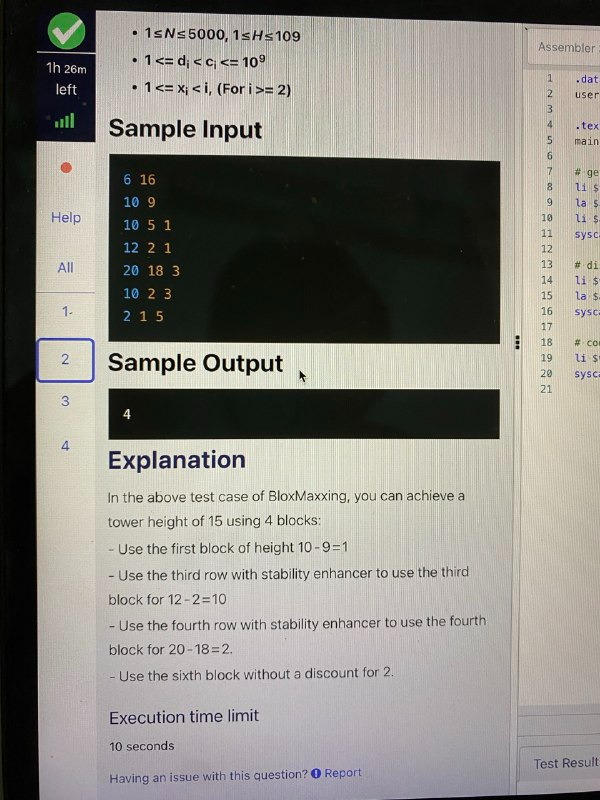 1h 26m
left
Help
All
1-
2
3
4
• 1≤N≤5000, 1≤H≤109
• 1 <= dᵢ < cᵢ <= 10⁹
• 1 <= xᵢ < i, (For i >= 2)
Sample Input
6 16
10 9
10 5 1
12 2 1
20 18 3
10 2 3
2 1 5
Sample Output
4
Explanation
In the above test case of BloxMaxxing, you can achieve a
tower height of 15 using 4 blocks:
- Use the first block of height 10-9=1
- Use the third row with stability enhancer to use the third
block for 12-2=10
- Use the fourth row with stability enhancer to use the fourth
block for 20-18=2.
- Use the sixth block without a discount for 2.
Execution time limit
10 seconds
Having an issue with this question? Report
Assembler
1 .dat
2 user
3
4 .tex
5 main
6
7 # ge
8 li $
9 la $
10 li $
11 sysc
12
13 # di
14 li $
15 la $
16 sysc
17
18 # co
19 li $
20 sysc
21
Test Result